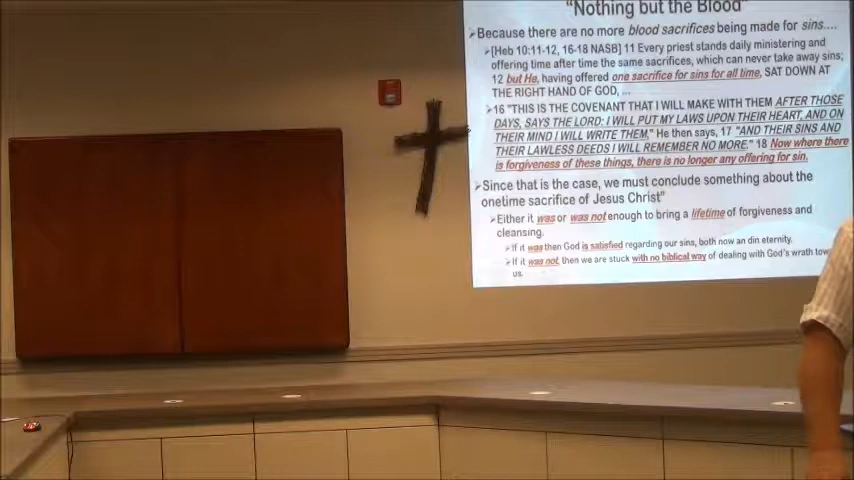 "Nothing but the Blood"
Because there are no more blood sacrifices being made for sins....
[Heb 10:11-12, 16-18 NASB] 11 Every priest stands daily ministering and
offering time after time the same sacrifices, which can never take away sins;
12 but He, having offered one sacrifice for sins for all time, SAT DOWN AT
THE RIGHT HAND OF GOD, ...
16 "THIS IS THE COVENANT THAT I WILL MAKE WITH THEM AFTER THOSE
DAYS, SAYS THE LORD: I WILL PUT MY LAWS UPON THEIR HEART, AND ON
THEIR MIND I WILL WRITE THEM," He then says, 17 "AND THEIR SINS AND
THEIR LAWLESS DEEDS I WILL REMEMBER NO MORE." 18 Now where there
is forgiveness of these things, there is no longer any offering for sin.
Since that is the case, we must conclude something about the
onetime sacrifice of Jesus Christ"
Either it was or was not enough to bring a lifetime of forgiveness and
cleansing.
If it was then God is satisfied regarding our sins, both now an din eternity.
If it was not, then we are stuck with no biblical way of dealing with God's wrath
us.